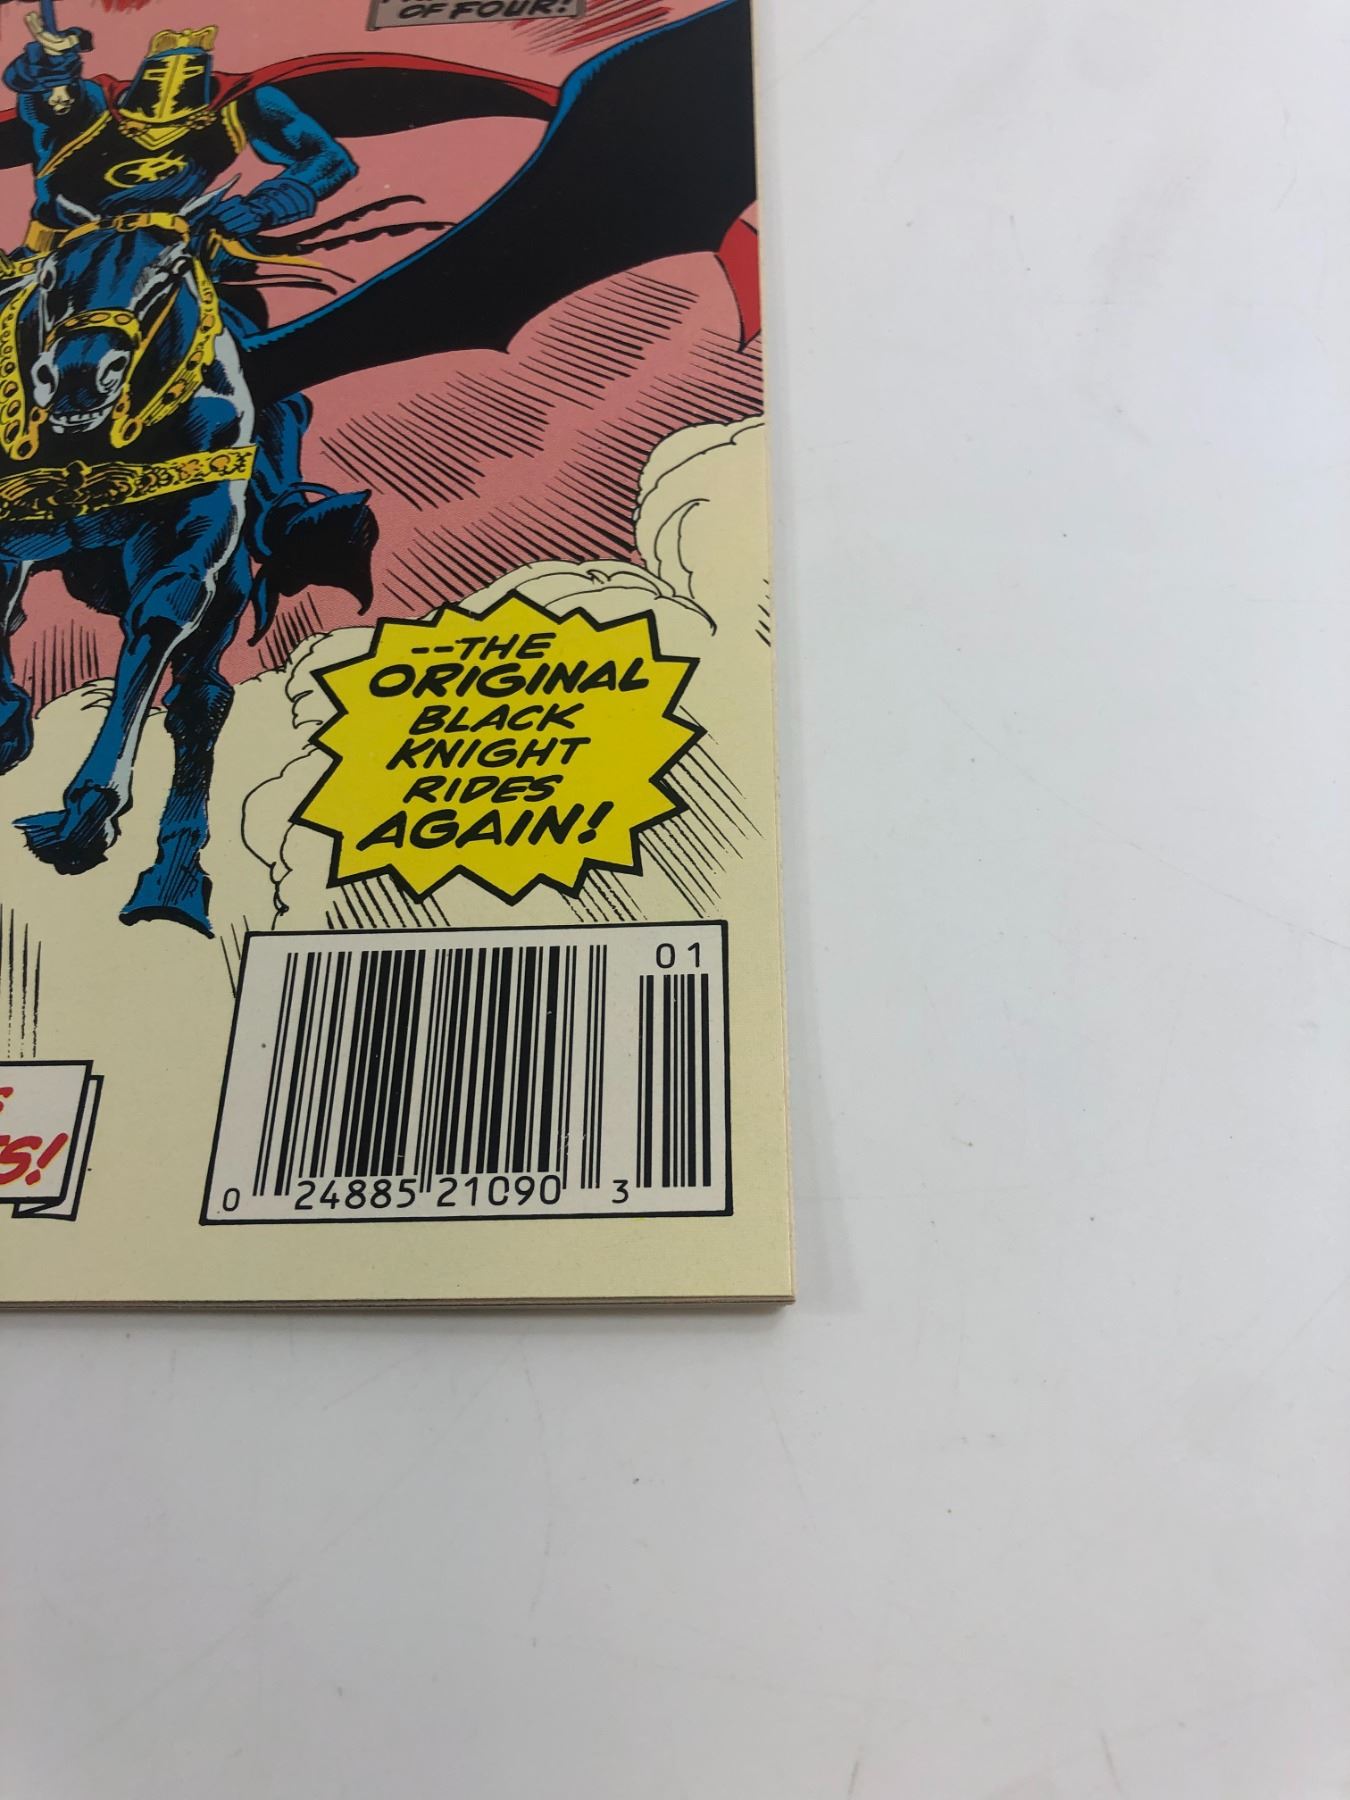 OF FOUR!
--THE
ORIGINAL
BLACK
KNIGHT
RIDES
AGAIN!
01
0 24885 21090 3